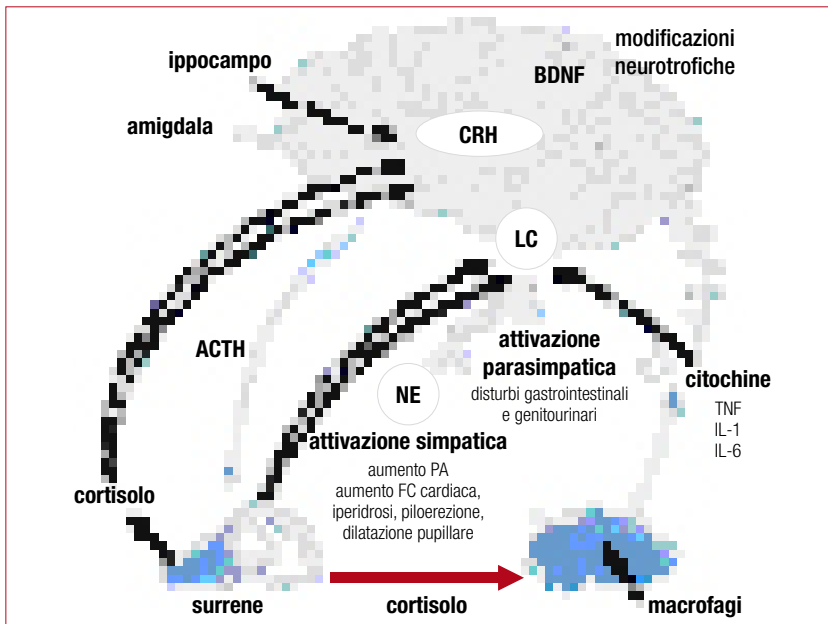 modificazioni
neurotrofiche
ippocampo
BDNF
amigdala
CRH
LC
ACTH
attivazione
parasimpatica
disturbi gastrointestinali
e genitourinari
citochine
TNF
IL-1
IL-6
NE
attivazione simpatica
aumento PA
aumento FC cardiaca,
iperidrosi, piloerezione,
dilatazione pupillare
cortisolo
surrene
cortisolo
macrofagi